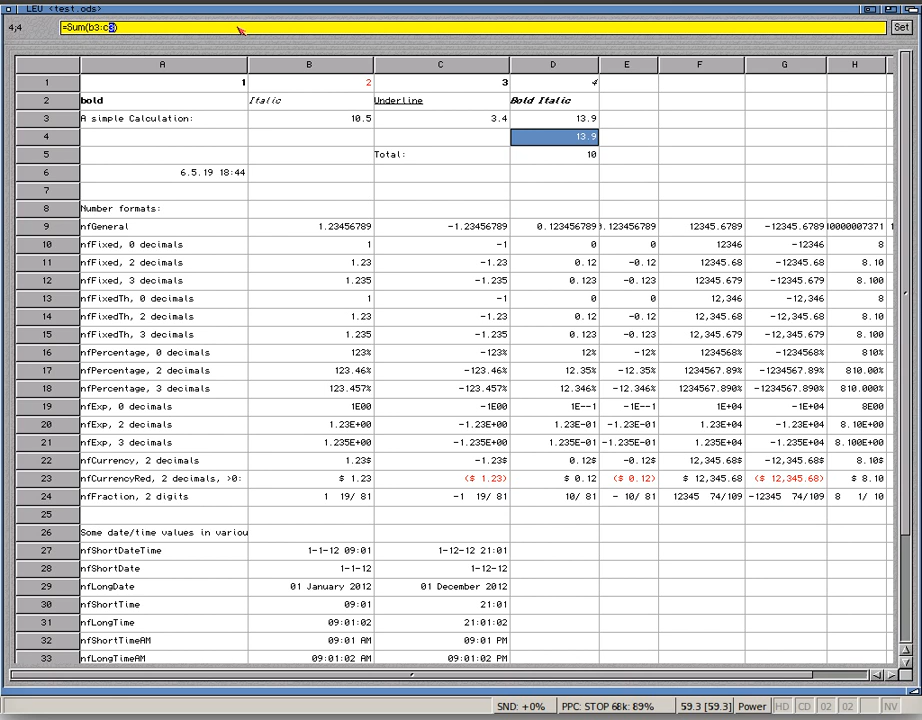 LEU <test.ods>
4;4 =Sum(b3:c3) Set
A B C D E F G H
1 1 2 3 4
2 bold Italic Underline Bold Italic
3 A simple Calculation: 10.5 3.4 13.9
4 13.9
5 Total: 10
6 6.5.19 18:44
7
8 Number formats:
9 nfGeneral 1.23456789 -1.23456789 0.123456789 ).123456789 12345.6789 -12345.6789 10000007371 1
10 nfFixed, 0 decimals 1 -1 0 0 12346 -12346 8
11 nfFixed, 2 decimals 1.23 -1.23 0.12 -0.12 12345.68 -12345.68 8.10
12 nfFixed, 3 decimals 1.235 -1.235 0.123 -0.123 12345.679 -12345.679 8.100
13 nfFixedTh, 0 decimals 1 -1 0 0 12,346 -12,346 8
14 nfFixedTh, 2 decimals 1.23 -1.23 0.12 -0.12 12,345.68 -12,345.68 8.10
15 nfFixedTh, 3 decimals 1.235 -1.235 0.123 -0.123 12,345.679 -12,345.679 8.100
16 nfPercentage, 0 decimals 123% -123% 12% -12% 1234568% -1234568% 810%
17 nfPercentage, 2 decimals 123.46% -123.46% 12.35% -12.35% 1234567.89% -1234567.89% 810.00%
18 nfPercentage, 3 decimals 123.457% -123.457% 12.346% -12.346% 1234567.890% -1234567.890% 810.000%
19 nfExp, 0 decimals 1E00 -1E00 1E--1 -1E--1 1E+04 -1E+04 8E00
20 nfExp, 2 decimals 1.23E+00 -1.23E+00 1.23E-01 -1.23E-01 1.23E+04 -1.23E+04 8.10E+00
21 nfExp, 3 decimals 1.235E+00 -1.235E+00 1.235E-01 -1.235E-01 1.235E+04 -1.235E+04 8.100E+00
22 nfCurrency, 2 decimals 1.23$ -1.23$ 0.12$ -0.12$ 12,345.68$ -12,345.68$ 8.10$
23 nfCurrencyRed, 2 decimals, >0: $ 1.23 ($ 1.23) $ 0.12 ($ 0.12) $ 12,345.68 ($ 12,345.68) $ 8.10
24 nfFraction, 2 digits 1 19/ 81 -1 19/ 81 10/ 81 - 10/ 81 12345 74/109 -12345 74/109 8 1/ 10
25
26 Some date/time values in variou
27 nfShortDateTime 1-1-12 09:01 1-12-12 21:01
28 nfShortDate 1-1-12 1-12-12
29 nfLongDate 01 January 2012 01 December 2012
30 nfShortTime 09:01 21:01
31 nfLongTime 09:01:02 21:01:02
32 nfShortTimeAM 09:01 AM 09:01 PM
33 nfLongTimeAM 09:01:02 AM 09:01:02 PM
SND: +0% PPC: STOP 68k: 89% 59.3 [59.3] Power HD CD 02 02 NV